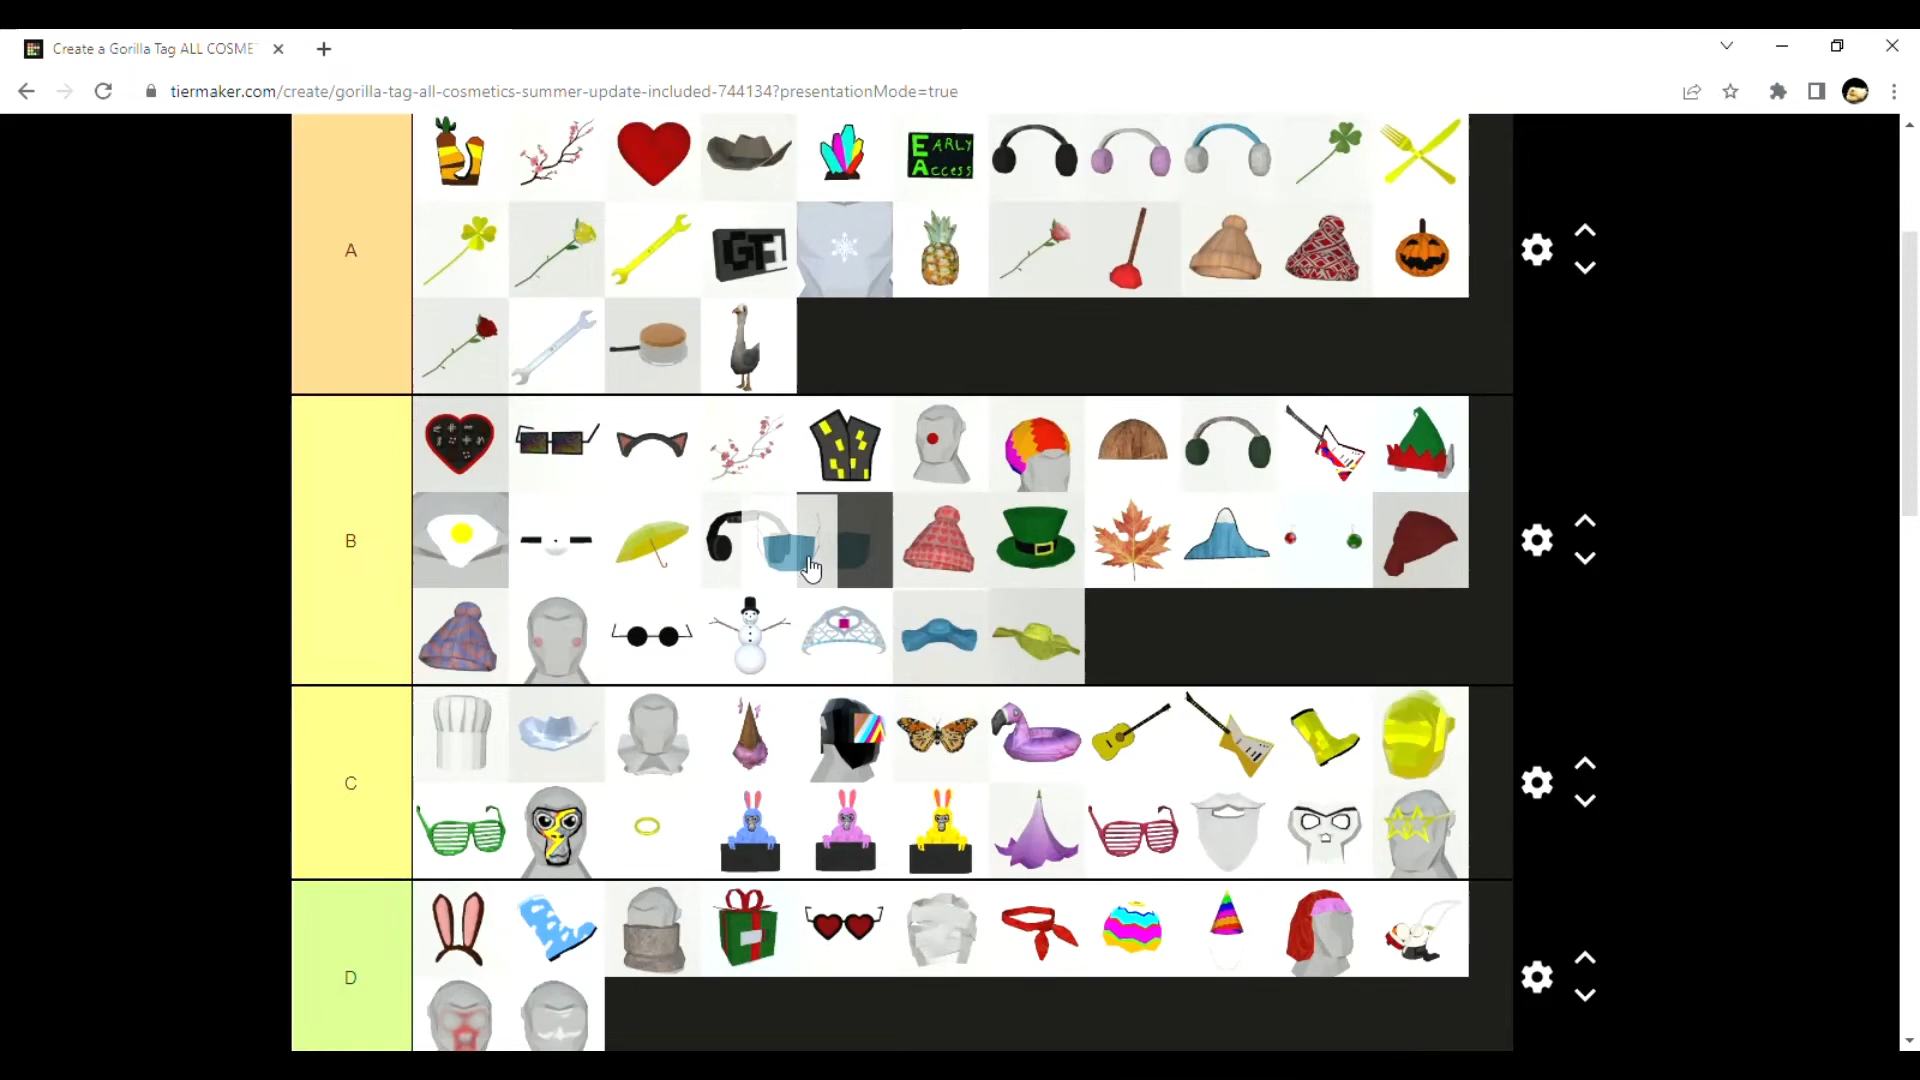 Create a Gorilla Tag ALL COSME
tiermaker.com/create/gorilla-tag-all-cosmetics-summer-update-included-744134?presentationMode=true
EARLY
Access
A
B
C
D